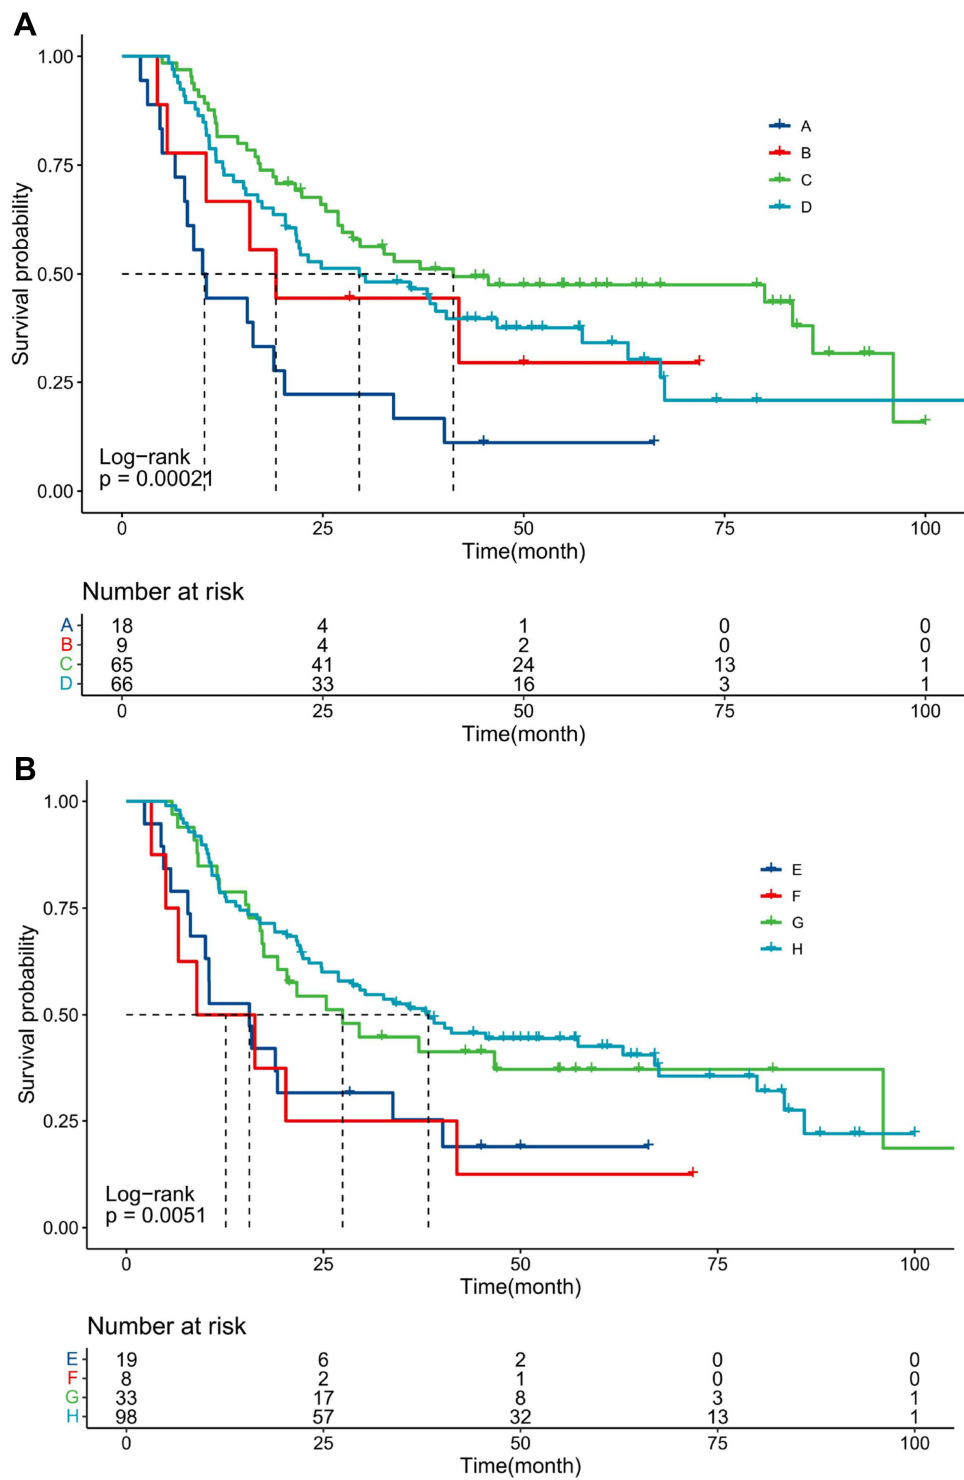 A
1.00
0.75
0.50
0.25
0.00
Survival probability
A
B
C
D
Log-rank
p = 0.00021
0 25 50 75 100
Time(month)
Number at risk
A 18 4 1 0 0
B 9 4 2 0 0
C 65 41 24 13 1
D 66 33 16 3 1
0 25 50 75 100
Time(month)
B
1.00
0.75
0.50
0.25
0.00
Survival probability
E
F
G
H
Log-rank
p = 0.0051
0 25 50 75 100
Time(month)
Number at risk
E 19 6 2 0 0
F 8 2 1 0 0
G 33 17 8 3 1
H 98 57 32 13 1
0 25 50 75 100
Time(month)